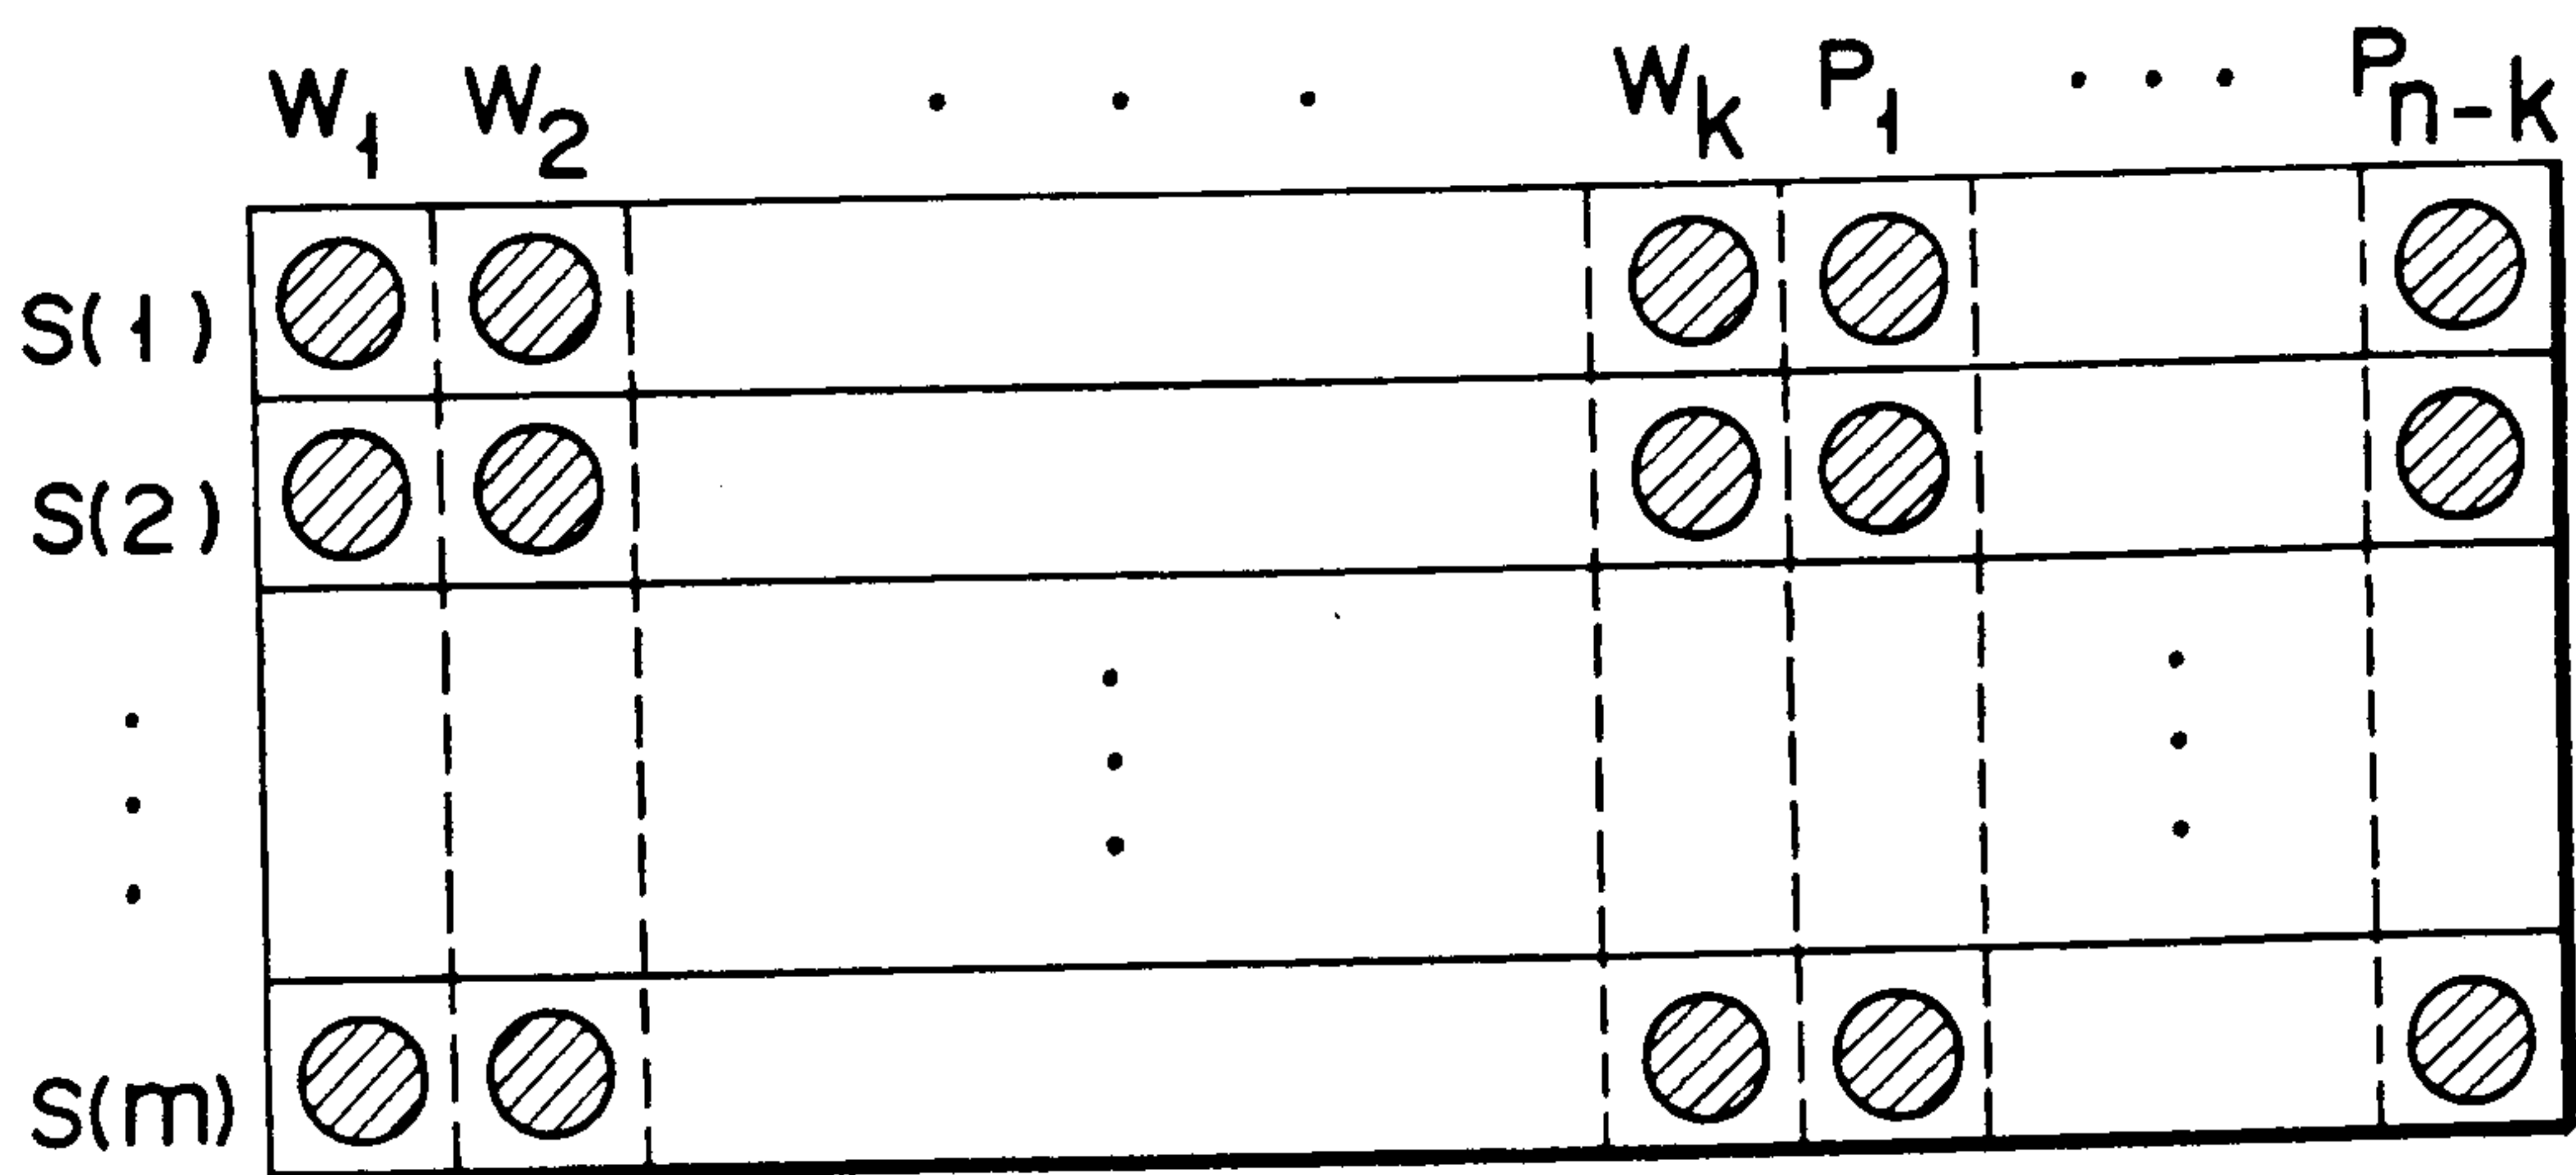 W₁ W₂ . . . Wₖ P₁ . . . Pₙ₋ₖ
S(1)
S(2)
.
.
.
S(m)